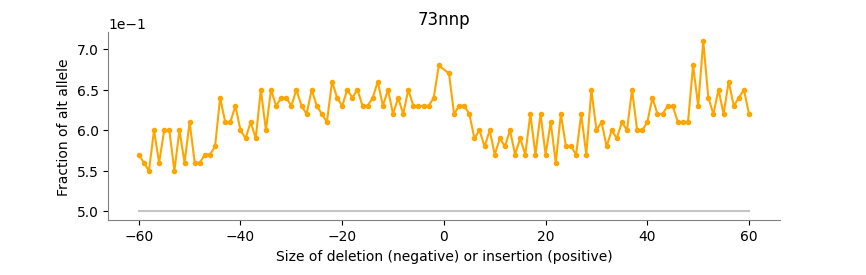 73nnp
1e−1
7.0
6.5
6.0
5.5
5.0
Fraction of alt allele
−60 −40 −20 0 20 40 60
Size of deletion (negative) or insertion (positive)